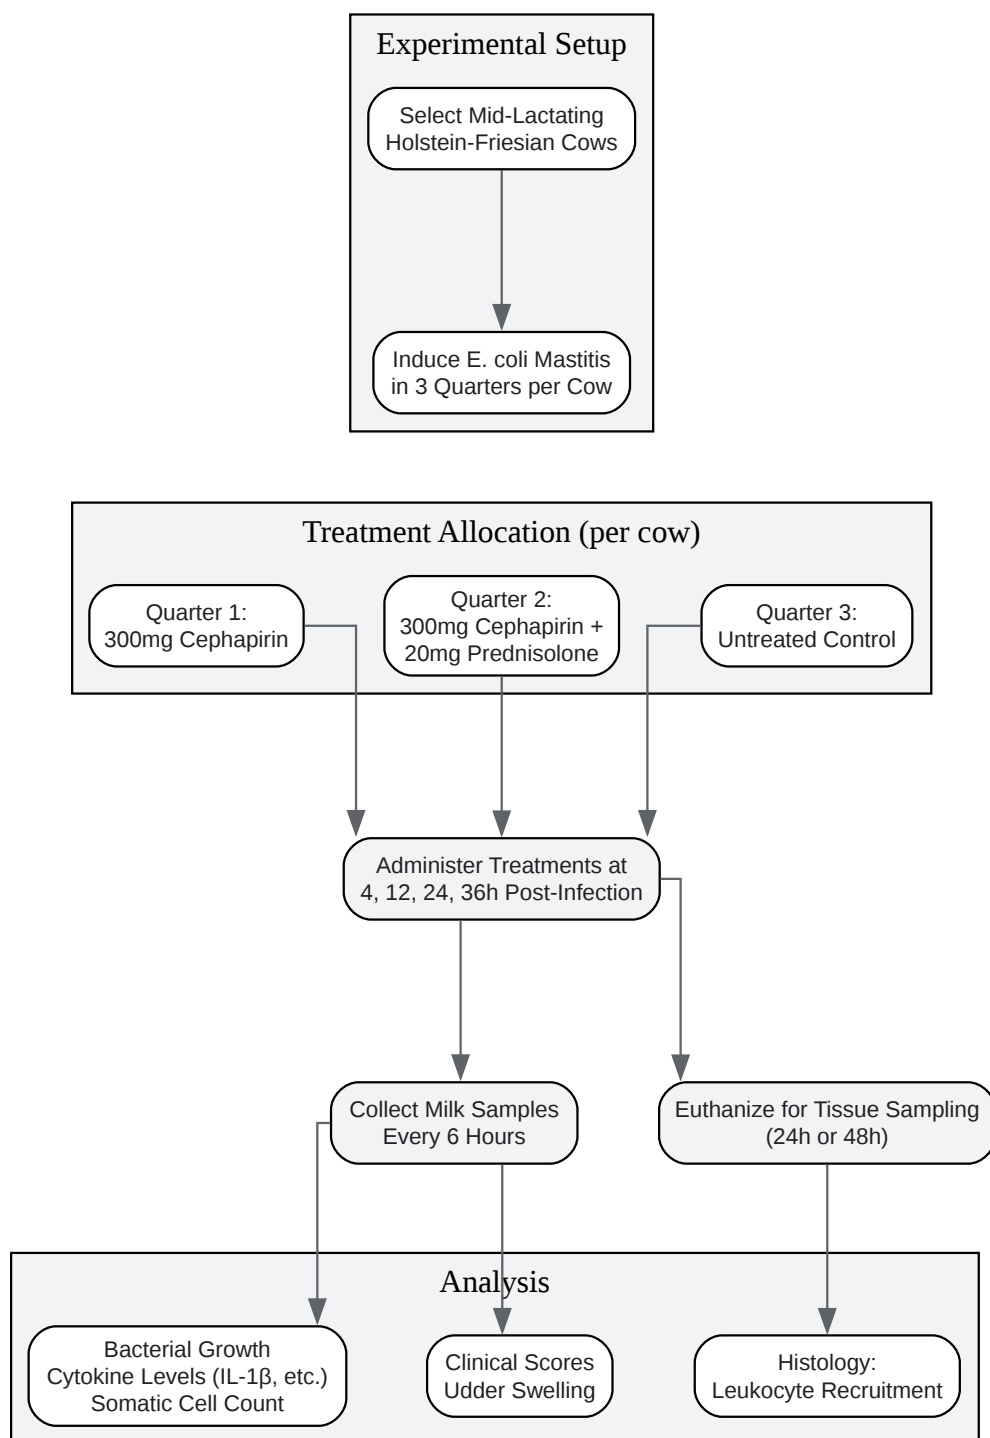 Experimental Setup
Select Mid-Lactating
Holstein-Friesian Cows
Induce E. coli Mastitis
in 3 Quarters per Cow
Treatment Allocation (per cow)
Quarter 1:
300mg Cephapirin
Quarter 2:
300mg Cephapirin +
20mg Prednisolone
Quarter 3:
Untreated Control
Administer Treatments at
4, 12, 24, 36h Post-Infection
Collect Milk Samples
Every 6 Hours
Euthanize for Tissue Sampling
(24h or 48h)
Analysis
Bacterial Growth
Cytokine Levels (IL-1β, etc.)
Somatic Cell Count
Clinical Scores
Udder Swelling
Histology:
Leukocyte Recruitment